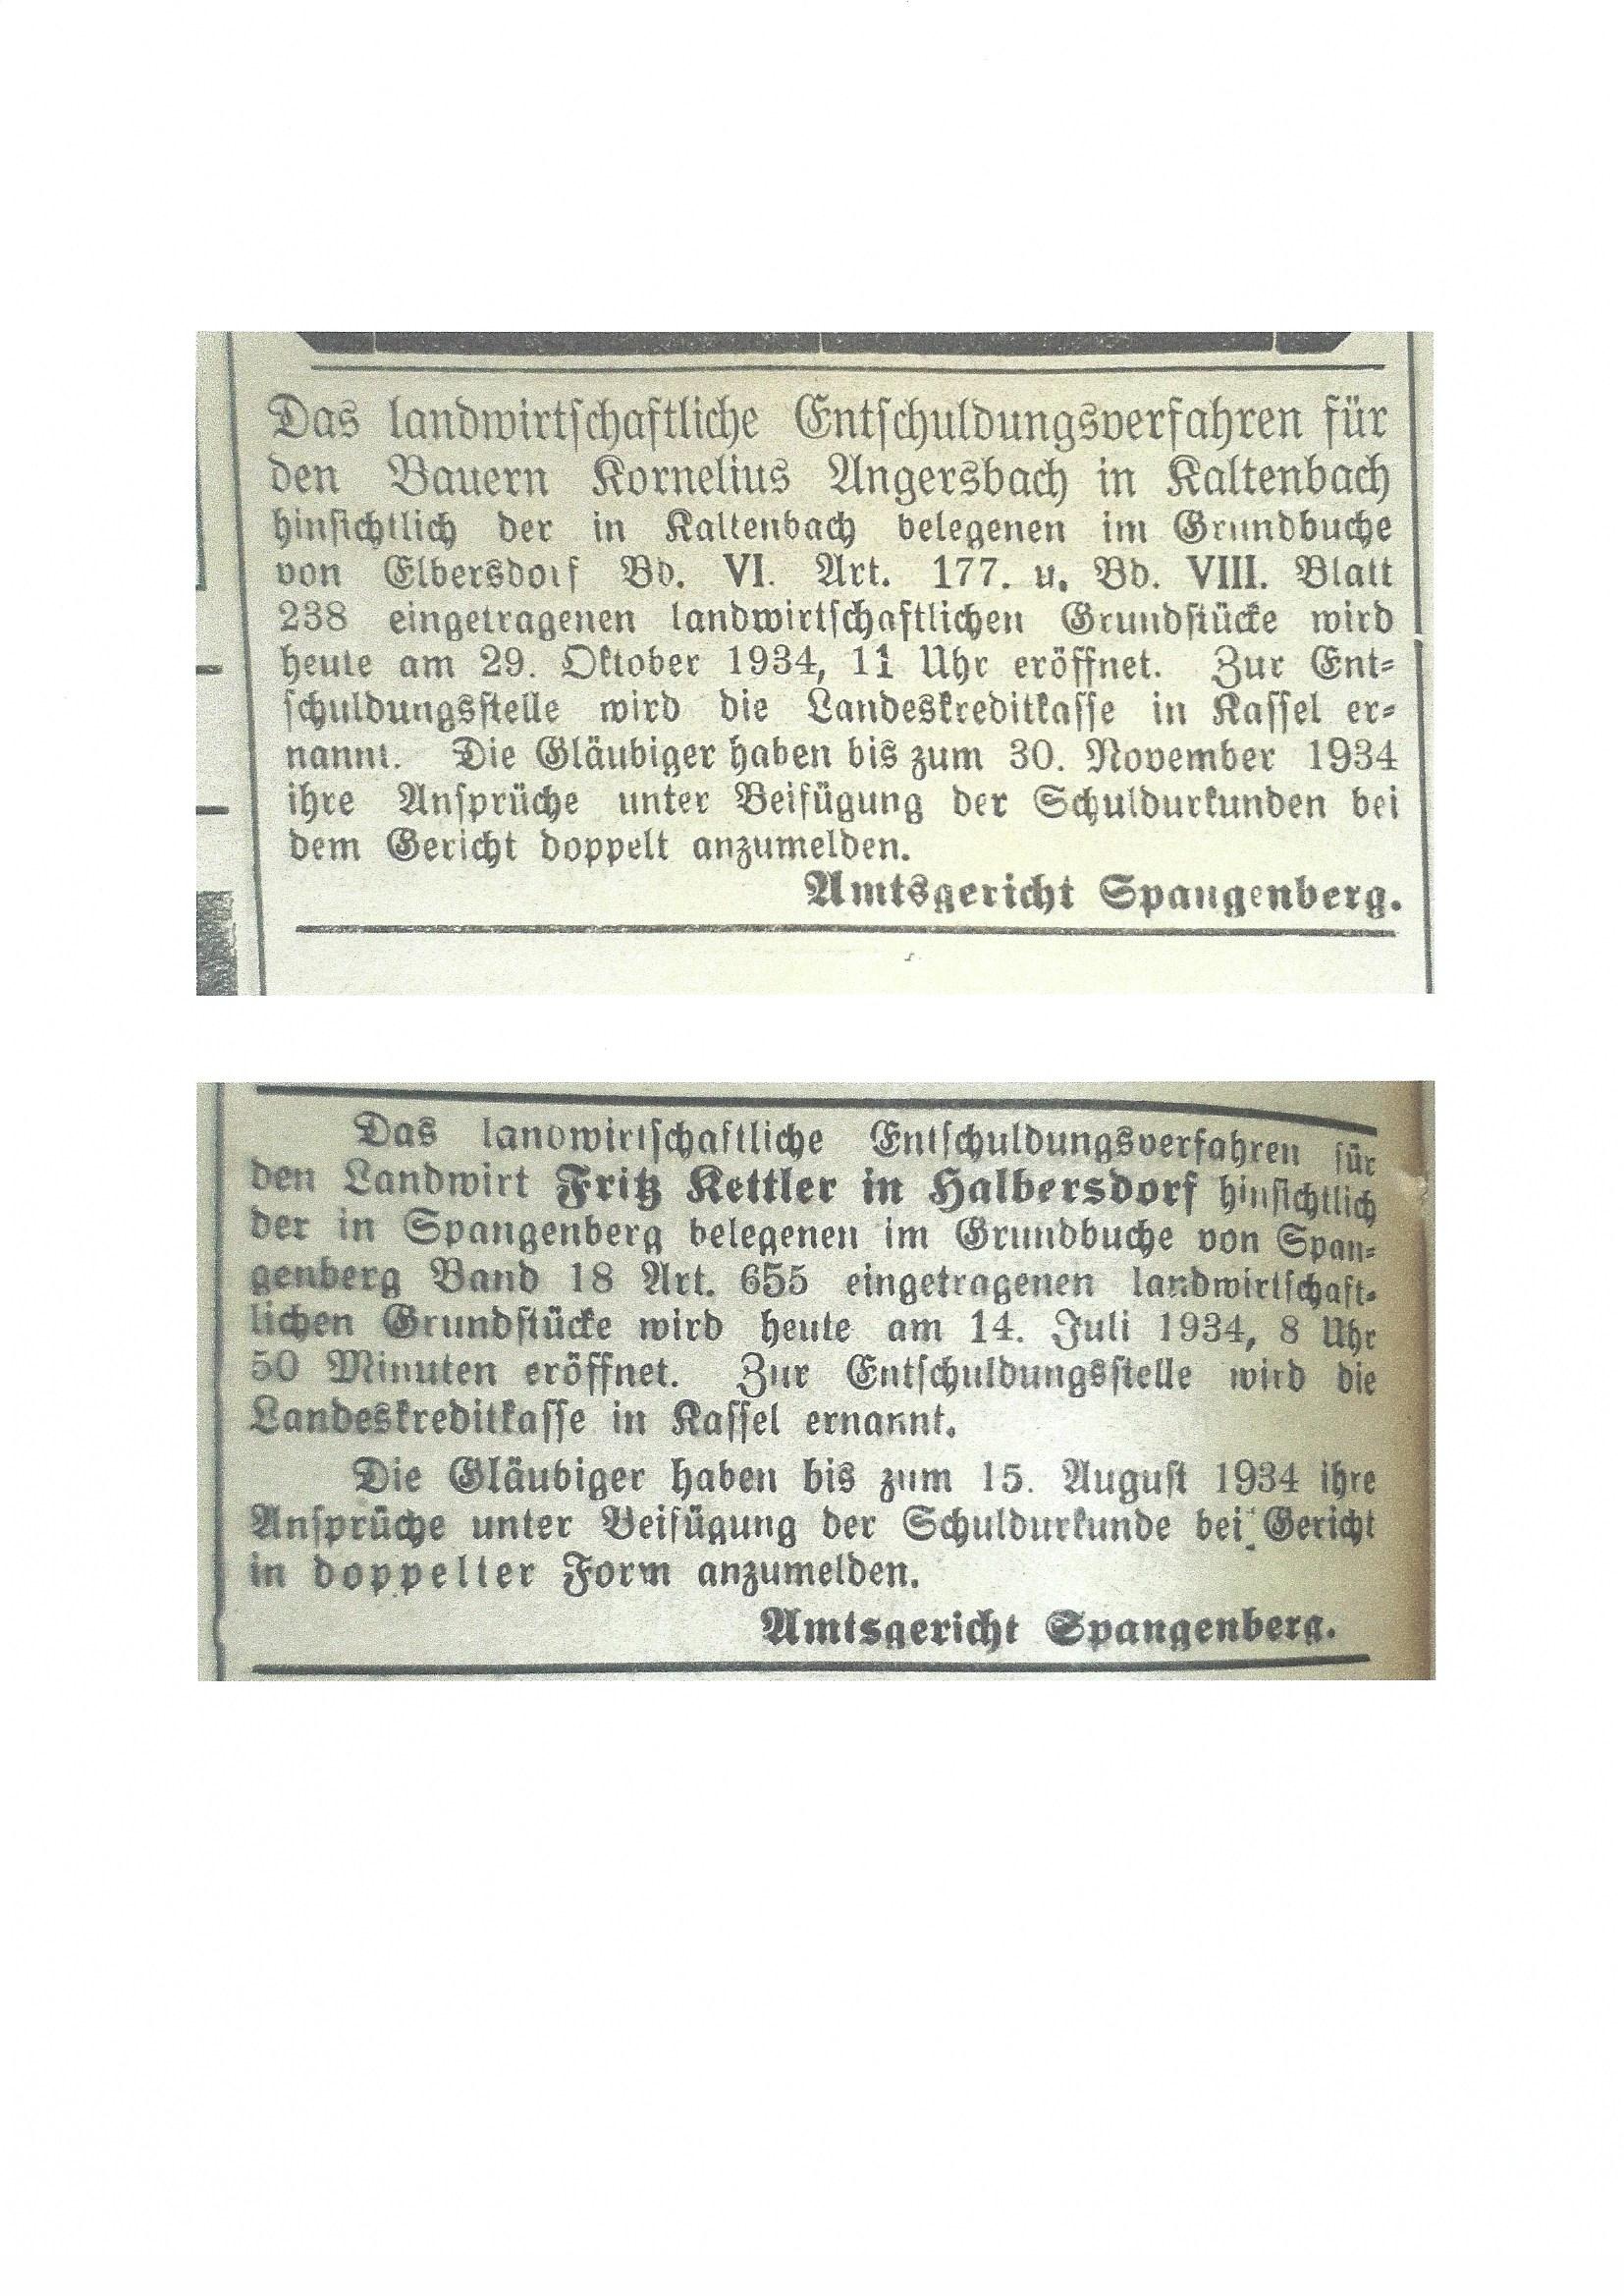 Das landwirtschaftliche Entschuldungsverfahren für
den Bauern Kornelius Angersbach in Kaltenbach
hinsichtlich der in Kaltenbach belegenen im Grundbuche
von Elbersdorf Bd. VI. Art. 177. u. Bd. VIII. Blatt
238 eingetragenen landwirtschaftlichen Grundstücke wird
heute am 29. Oktober 1934, 11 Uhr eröffnet. Zur Ent-
schuldungsstelle wird die Landeskreditkasse in Kassel er-
nannt. Die Gläubiger haben bis zum 30. November 1934
ihre Ansprüche unter Beifügung der Schuldurkunden bei
dem Gericht doppelt anzumelden.
Amtsgericht Spangenberg.
Das landwirtschaftliche Entschuldungsverfahren für
den Landwirt Fritz Kettler in Halbersdorf hinsichtlich
der in Spangenberg belegenen im Grundbuche von Span-
genberg Band 18 Art. 655 eingetragenen landwirtschaft-
lichen Grundstücke wird heute am 14. Juli 1934, 8 Uhr
50 Minuten eröffnet. Zur Entschuldungsstelle wird die
Landeskreditkasse in Kassel ernannt.
Die Gläubiger haben bis zum 15. August 1934 ihre
Ansprüche unter Beifügung der Schuldurkunde bei Gericht
in doppelter Form anzumelden.
Amtsgericht Spangenberg.